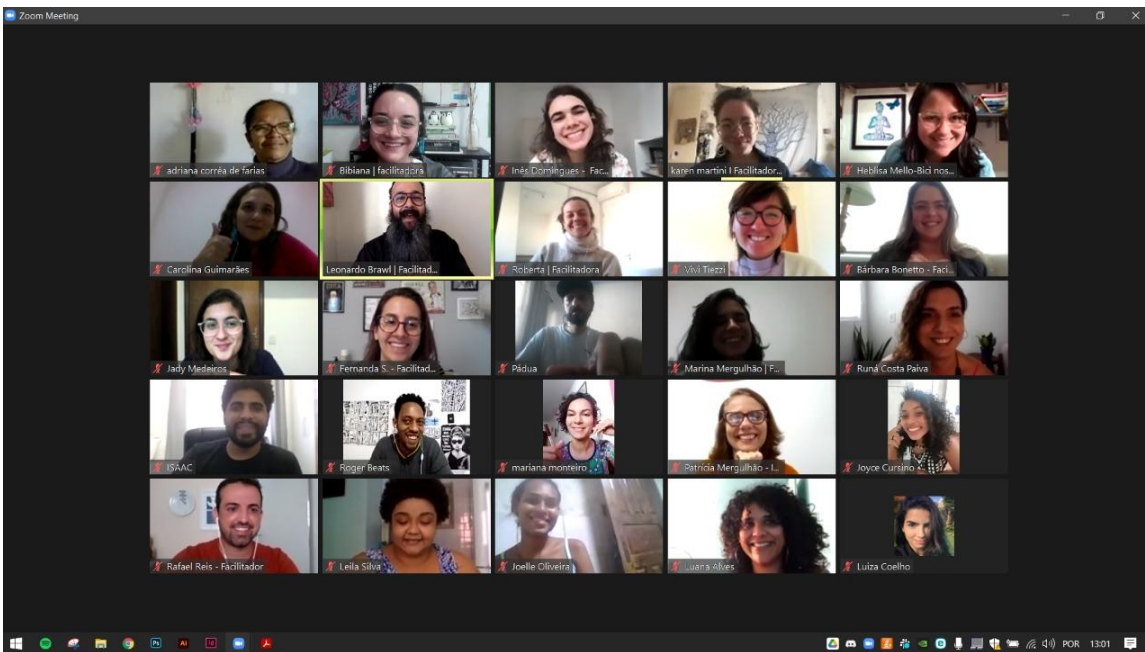 Zoom Meeting
adriana corrêa de farias
Bibiana | facilitadora
Inês Domingues - Fac...
karen martini I Facilitador...
Heblisa Mello-Bici nos...
Carolina Guimarães
Leonardo Brawl | Facilitad...
Roberta | Facilitadora
Vivi Tiezzi
Bárbara Bonetto - Faci...
Jady Medeiros
Fernanda S. - Facilitad...
Pádua
Marina Mergulhão | F...
Runá Costa Paiva
ISAAC
Roger Beats
mariana monteiro
Patrícia Mergulhão - I...
Joyce Cursino
Rafael Reis - Facilitador
Leila Silva
Joelle Oliveira
Luana Alves
Luiza Coelho
Ps
Ai
Id
POR
13:01